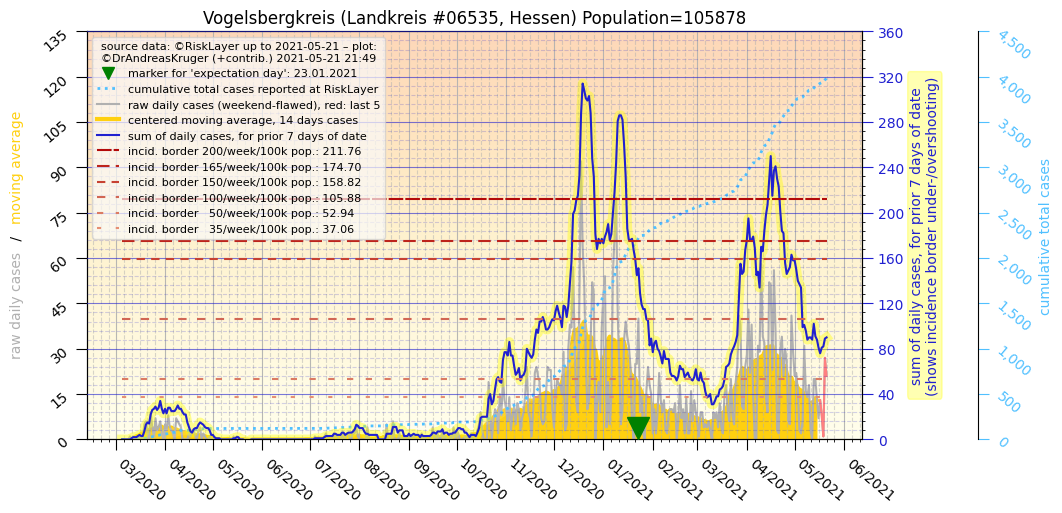 Vogelsbergkreis (Landkreis #06535, Hessen) Population=105878
source data: ©RiskLayer up to 2021-05-21 – plot:
©DrAndreasKruger (+contrib.) 2021-05-21 21:49
marker for 'expectation day': 23.01.2021
cumulative total cases reported at RiskLayer
raw daily cases (weekend-flawed), red: last 5
centered moving average, 14 days cases
sum of daily cases, for prior 7 days of date
incid. border 200/week/100k pop.: 211.76
incid. border 165/week/100k pop.: 174.70
incid. border 150/week/100k pop.: 158.82
incid. border 100/week/100k pop.: 105.88
incid. border   50/week/100k pop.: 52.94
incid. border   35/week/100k pop.: 37.06
raw daily cases  /  moving average
135
120
105
90
75
60
45
30
15
0
03/2020
04/2020
05/2020
06/2020
07/2020
08/2020
09/2020
10/2020
11/2020
12/2020
01/2021
02/2021
03/2021
04/2021
05/2021
06/2021
360
320
280
240
200
160
120
80
40
0
sum of daily cases, for prior 7 days of date
(shows incidence border under-/overshooting)
4,500
4,000
3,500
3,000
2,500
2,000
1,500
1,000
500
0
cumulative total cases